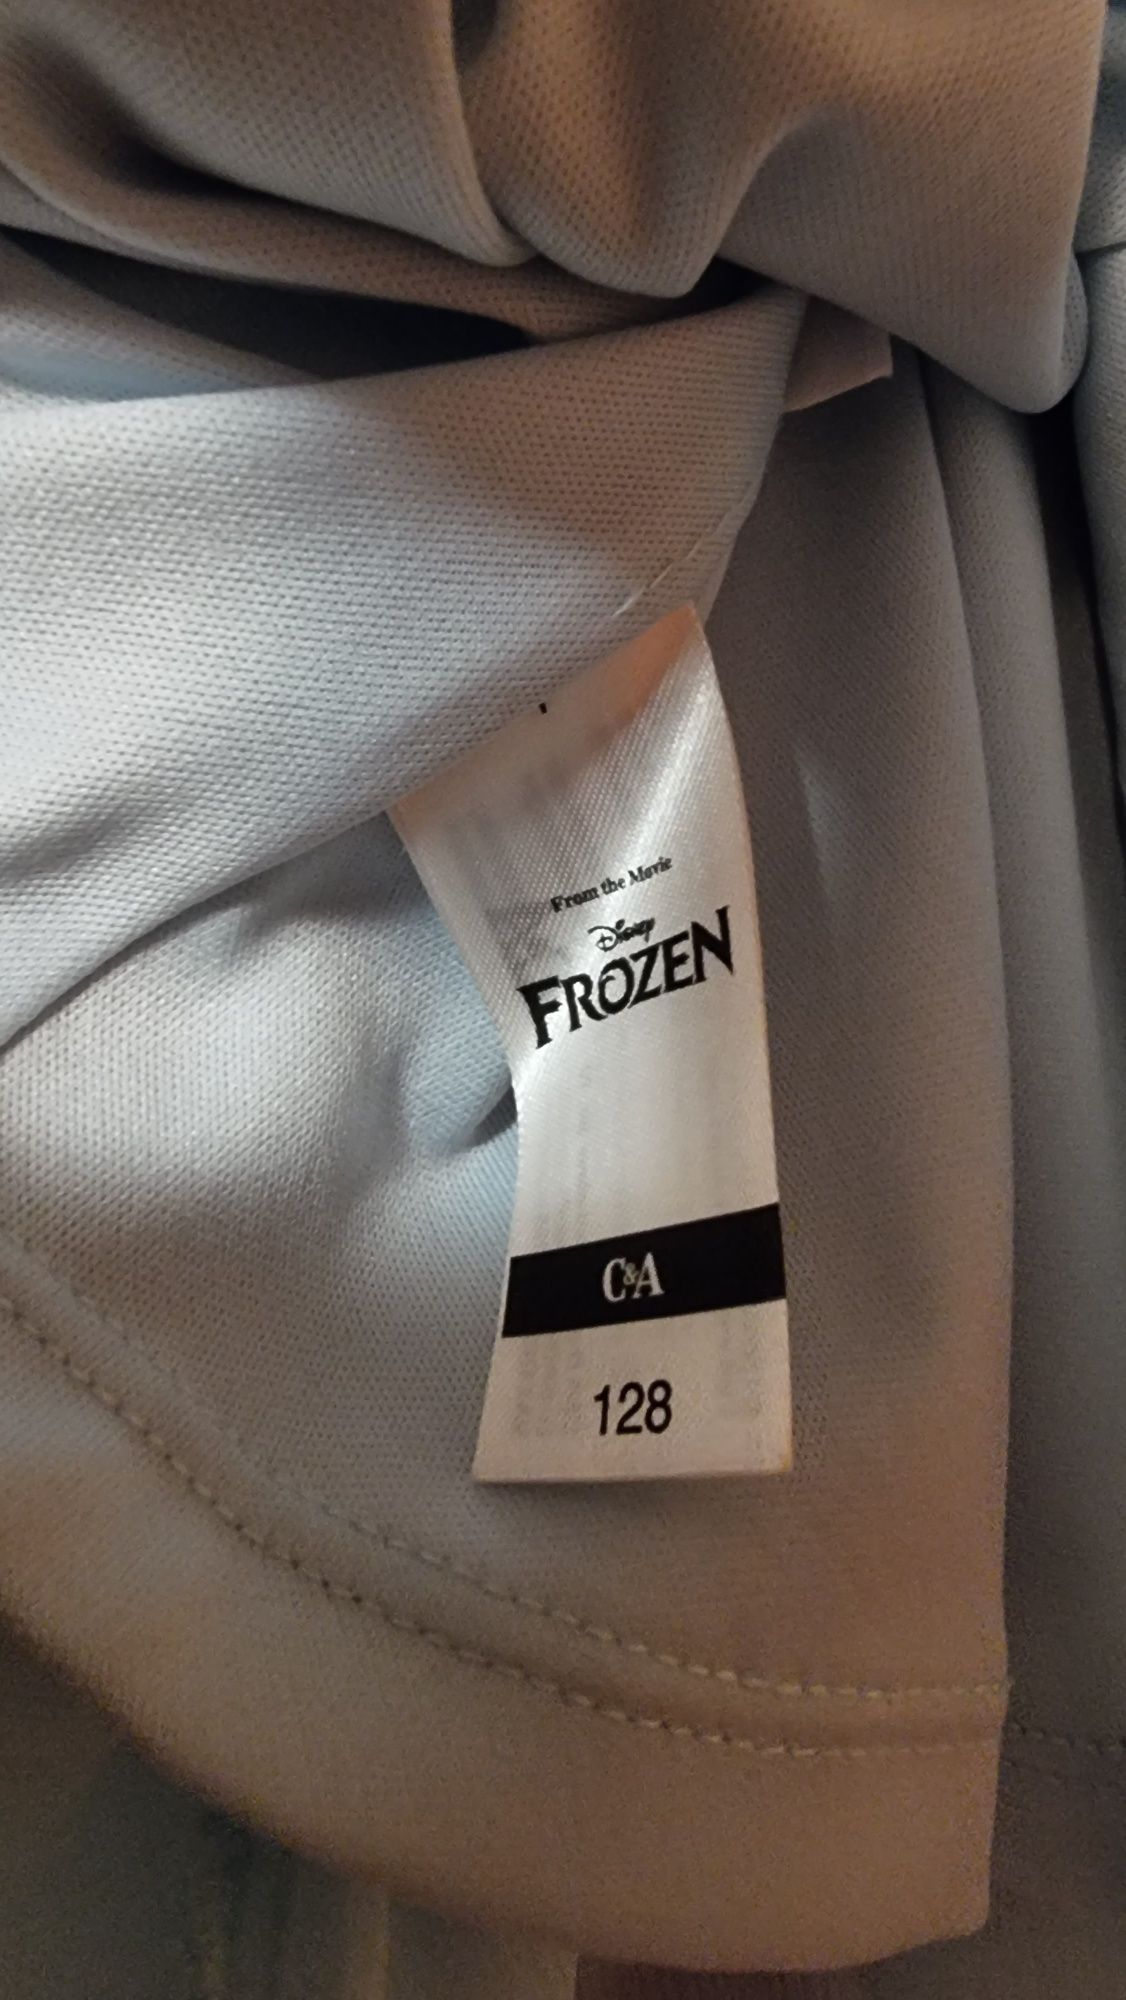 From the Movie
Disney
FROZEN
C&A
128